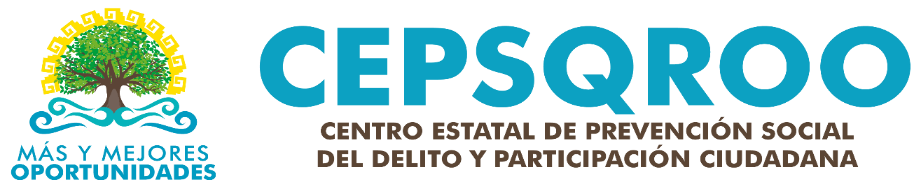 MÁS Y MEJORES
OPORTUNIDADES
CEPSQROO
CENTRO ESTATAL DE PREVENCIÓN SOCIAL
DEL DELITO Y PARTICIPACIÓN CIUDADANA